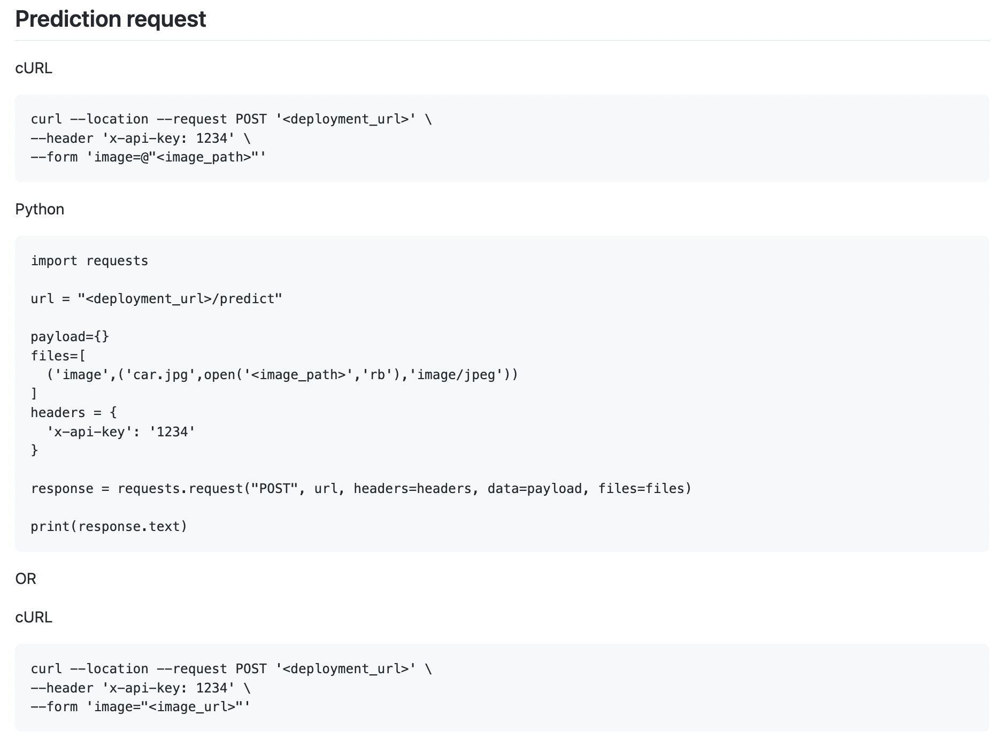 Prediction request
cURL
curl --location --request POST '<deployment_url>' \
--header 'x-api-key: 1234' \
--form 'image=@"<image_path>"'
Python
import requests
url = "<deployment_url>/predict"
payload={}
files=[
  ('image',('car.jpg',open('<image_path>','rb'),'image/jpeg'))
]
headers = {
  'x-api-key': '1234'
}
response = requests.request("POST", url, headers=headers, data=payload, files=files)
print(response.text)
OR
cURL
curl --location --request POST '<deployment_url>' \
--header 'x-api-key: 1234' \
--form 'image="<image_url>"'